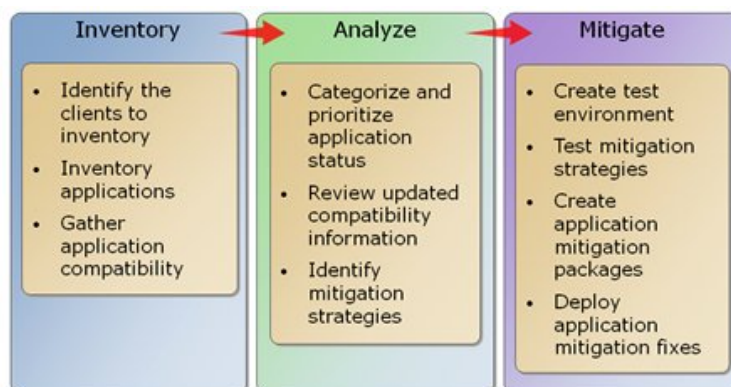 Inventory
• Identify the
clients to
inventory
• Inventory
applications
• Gather
application
compatibility
Analyze
• Categorize and
prioritize
application
status
• Review updated
compatibility
information
• Identify
mitigation
strategies
Mitigate
• Create test
environment
• Test mitigation
strategies
• Create
application
mitigation
packages
• Deploy
application
mitigation fixes